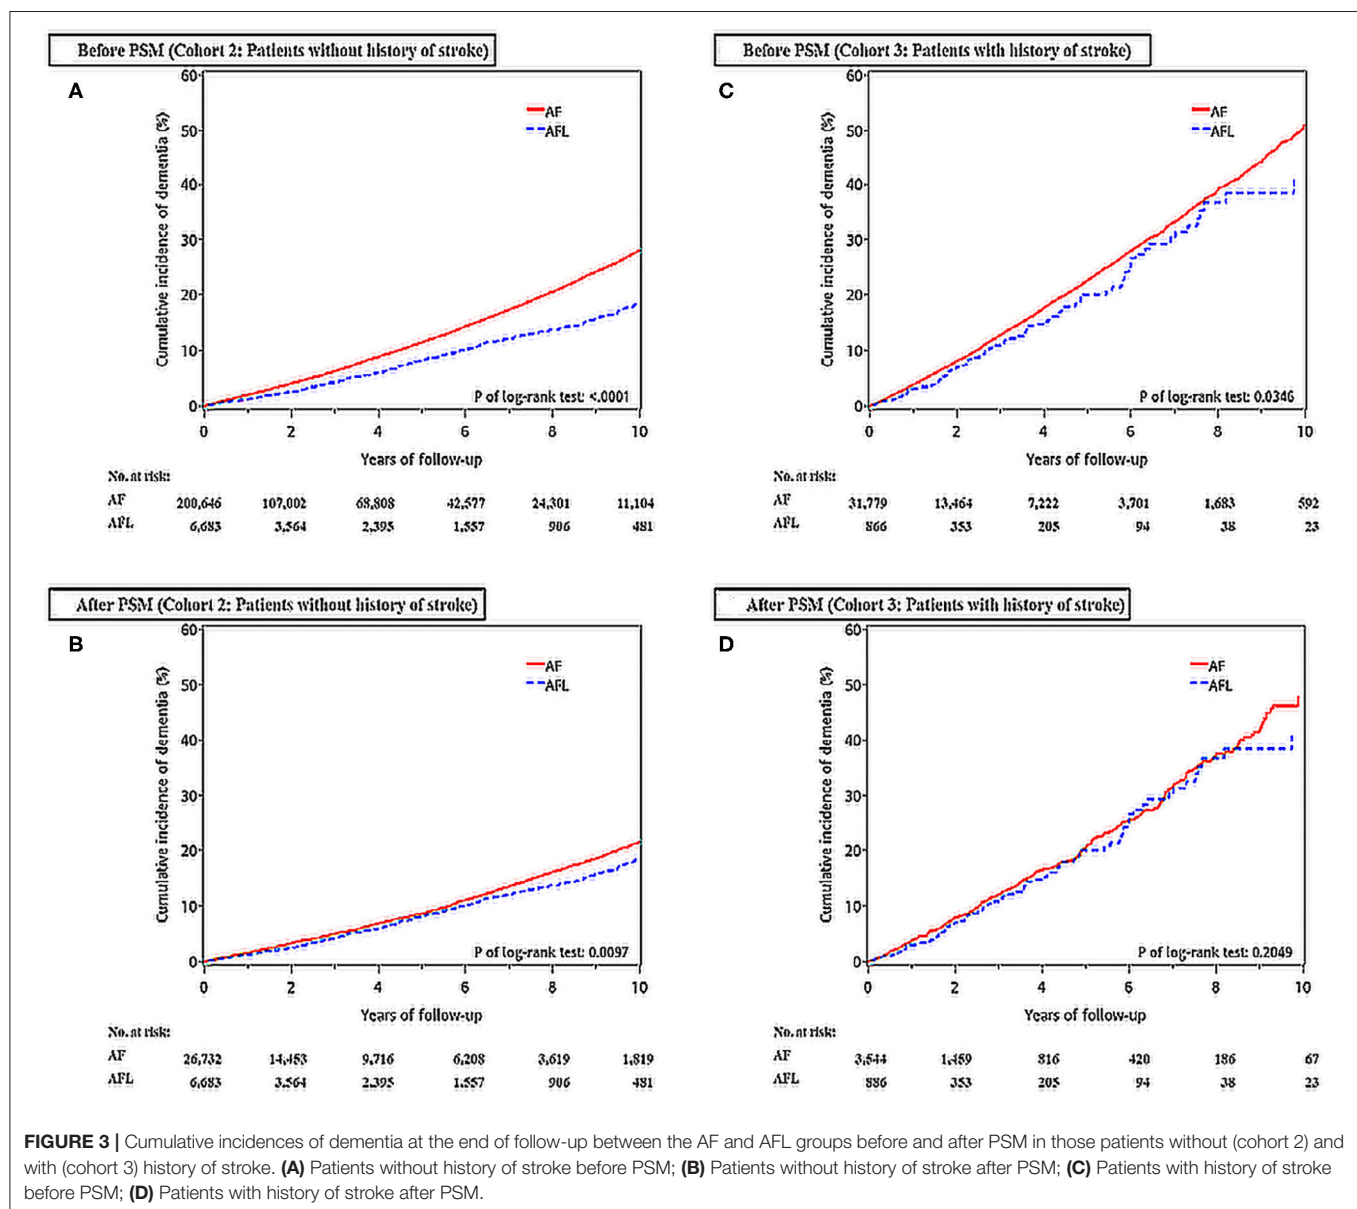 Before PSM (Cohort 2: Patients without history of stroke)
A
Cumulative incidence of dementia (%)
60
50
40
30
20
10
0
AF
AFL
P of log-rank test: <.0001
0 2 4 6 8 10
Years of follow-up
No. at risk:
AF 200,646 107,002 68,808 42,577 24,301 11,104
AFL 6,683 3,564 2,395 1,557 906 481
Before PSM (Cohort 3: Patients with history of stroke)
C
Cumulative incidence of dementia (%)
60
50
40
30
20
10
0
AF
AFL
P of log-rank test: 0.0346
0 2 4 6 8 10
Years of follow-up
No. at risk:
AF 31,779 13,464 7,222 3,701 1,683 592
AFL 866 353 205 94 38 23
After PSM (Cohort 2: Patients without history of stroke)
B
Cumulative incidence of dementia (%)
60
50
40
30
20
10
0
AF
AFL
P of log-rank test: 0.0097
0 2 4 6 8 10
Years of follow-up
No. at risk:
AF 26,732 14,453 9,716 6,208 3,619 1,819
AFL 6,683 3,564 2,395 1,557 906 481
After PSM (Cohort 3: Patients with history of stroke)
D
Cumulative incidence of dementia (%)
60
50
40
30
20
10
0
AF
AFL
P of log-rank test: 0.2049
0 2 4 6 8 10
Years of follow-up
No. at risk:
AF 3,544 1,459 816 420 186 67
AFL 886 353 205 94 38 23
FIGURE 3 | Cumulative incidences of dementia at the end of follow-up between the AF and AFL groups before and after PSM in those patients without (cohort 2) and
with (cohort 3) history of stroke. (A) Patients without history of stroke before PSM; (B) Patients without history of stroke after PSM; (C) Patients with history of stroke
before PSM; (D) Patients with history of stroke after PSM.